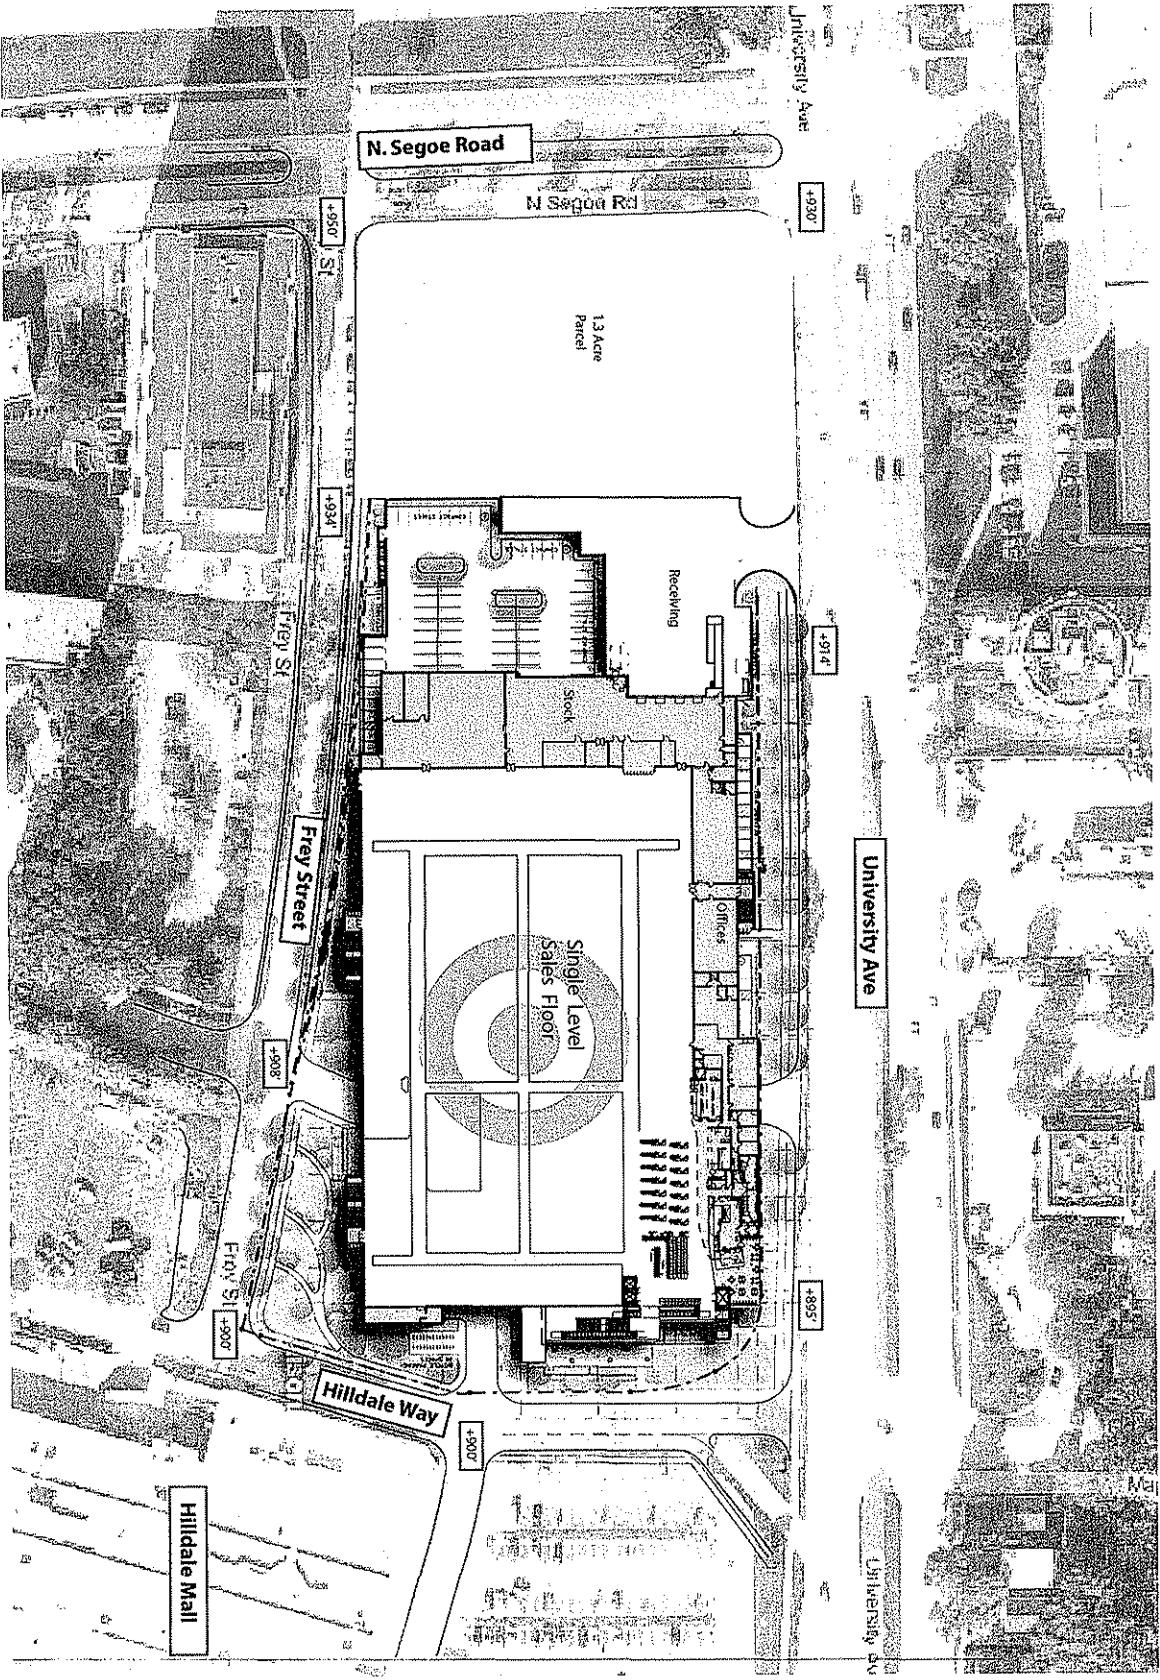 University Ave
N. Segoe Road
N Segoe Rd
+930'
+950'
St
1.3 Acre
Parcel
+934'
Receiving
+914'
Frey St
Stock
Frey Street
University Ave
Offices
Single Level
Sales Floor
+908'
Frey St
+895'
+900'
Hilldale Way
+900'
Hilldale Mall
University Av